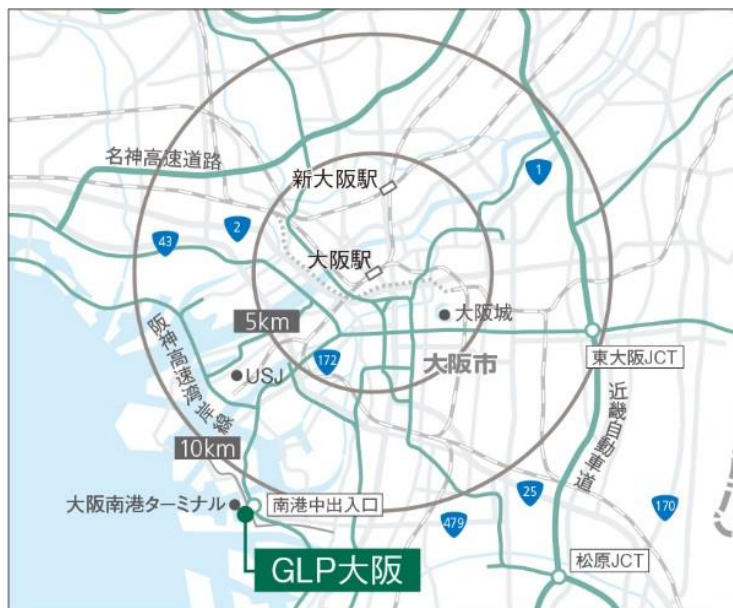 名神高速道路
新大阪駅
1
2
43
大阪駅
大阪城
5km
172
大阪市
東大阪JCT
USJ
阪神高速湾岸線
近畿自動車道
10km
大阪南港ターミナル
南港中出入口
25
170
479
GLP大阪
松原JCT